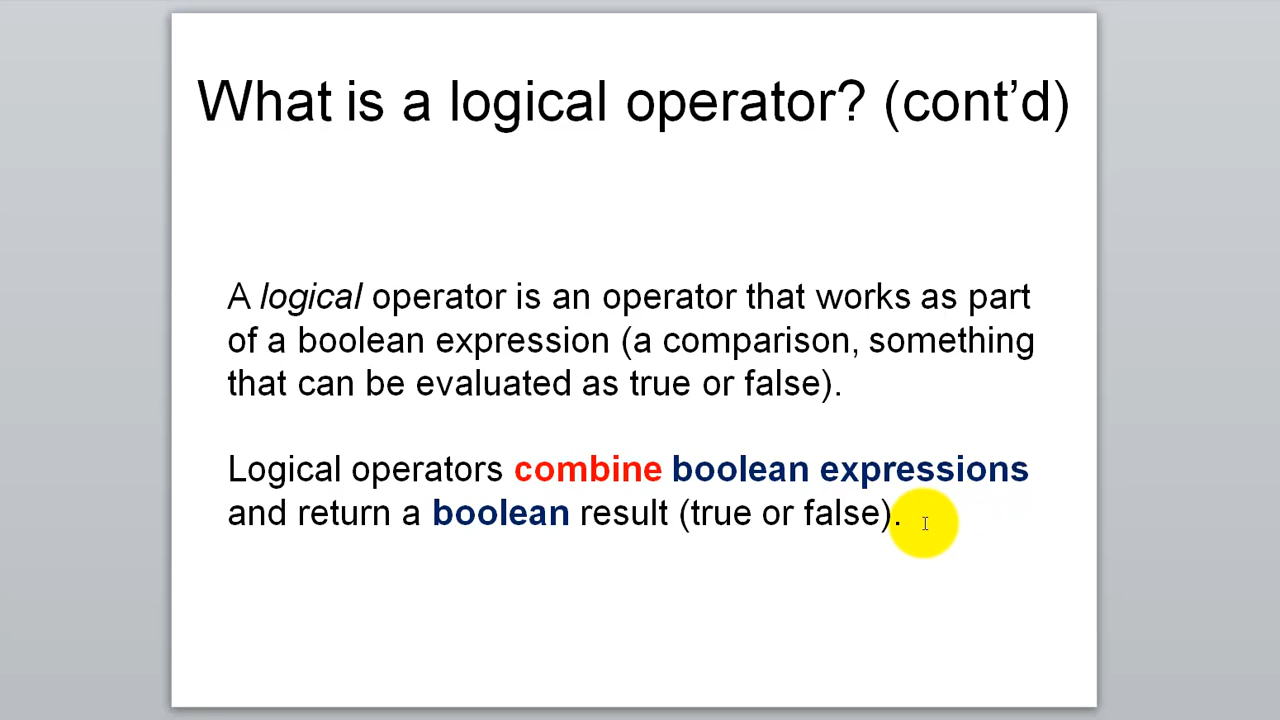 What is a logical operator? (cont’d)
A logical operator is an operator that works as part
of a boolean expression (a comparison, something
that can be evaluated as true or false).
Logical operators combine boolean expressions
and return a boolean result (true or false).